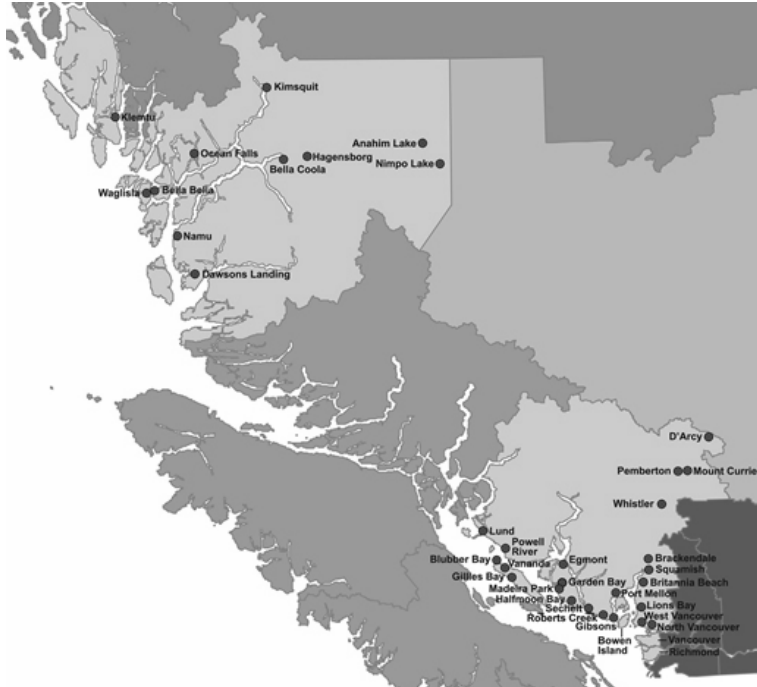 Kimsquit
Klemtu
Anahim Lake
Ocean Falls
Hagensborg
Bella Coola
Nimpo Lake
Waglisla
Bella Bella
Namu
Dawsons Landing
D'Arcy
Pemberton
Mount Currie
Whistler
Lund
Powell
River
Blubber Bay
Vananda
Egmont
Brackendale
Squamish
Gillies Bay
Garden Bay
Britannia Beach
Madeira Park
Port Mellon
Halfmoon Bay
Sechelt
Lions Bay
Roberts Creek
West Vancouver
Gibsons
North Vancouver
Bowen
Island
Vancouver
Richmond